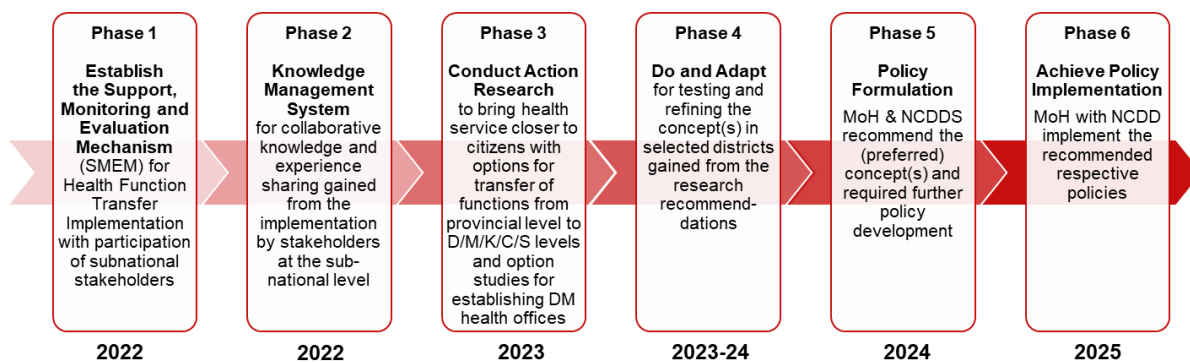 Phase 1
Establish
the Support,
Monitoring and
Evaluation
Mechanism
(SMEM) for
Health Function
Transfer
Implementation
with participation
of subnational
stakeholders
2022
Phase 2
Knowledge
Management
System
for collaborative
knowledge and
experience
sharing gained
from the
implementation
by stakeholders
at the sub-
national level
2022
Phase 3
Conduct Action
Research
to bring health
service closer to
citizens with
options for
transfer of
functions from
provincial level to
D/M/K/C/S levels
and option
studies for
establishing DM
health offices
2023
Phase 4
Do and Adapt
for testing and
refining the
concept(s) in
selected districts
gained from the
research
recommend-
dations
2023-24
Phase 5
Policy
Formulation
MoH & NCDDS
recommend the
(preferred)
concept(s) and
required further
policy
development
2024
Phase 6
Achieve Policy
Implementation
MoH with NCDD
implement the
recommended
respective
policies
2025